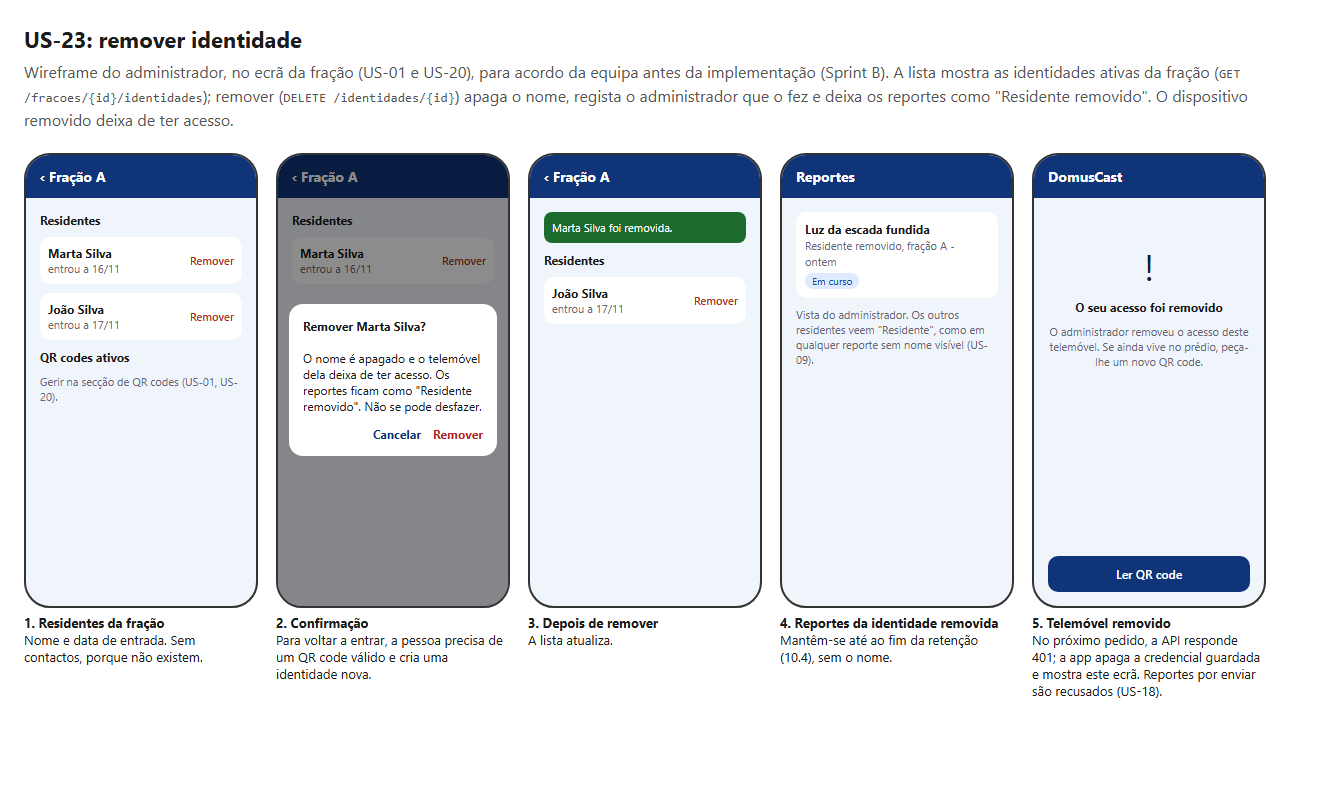 US-23: remover identidade
Wireframe do administrador, no ecrã da fração (US-01 e US-20), para acordo da equipa antes da implementação (Sprint B). A lista mostra as identidades ativas da fração (GET
/fracoes/{id}/identidades); remover (DELETE /identidades/{id}) apaga o nome, regista o administrador que o fez e deixa os reportes como "Residente removido". O dispositivo
removido deixa de ter acesso.
‹ Fração A
Residentes
Marta Silva
entrou a 16/11
Remover
João Silva
entrou a 17/11
Remover
QR codes ativos
Gerir na secção de QR codes (US-01, US-
20).
1. Residentes da fração
Nome e data de entrada. Sem
contactos, porque não existem.
‹ Fração A
Residentes
Marta Silva
entrou a 16/11
Remover
Remover Marta Silva?
O nome é apagado e o telemóvel
dela deixa de ter acesso. Os
reportes ficam como "Residente
removido". Não se pode desfazer.
Cancelar Remover
2. Confirmação
Para voltar a entrar, a pessoa precisa de
um QR code válido e cria uma
identidade nova.
‹ Fração A
Marta Silva foi removida.
Residentes
João Silva
entrou a 17/11
Remover
3. Depois de remover
A lista atualiza.
Reportes
Luz da escada fundida
Residente removido, fração A -
ontem
Em curso
Vista do administrador. Os outros
residentes veem "Residente", como em
qualquer reporte sem nome visível (US-
09).
4. Reportes da identidade removida
Mantêm-se até ao fim da retenção
(10.4), sem o nome.
DomusCast
!
O seu acesso foi removido
O administrador removeu o acesso deste
telemóvel. Se ainda vive no prédio, peça-
lhe um novo QR code.
Ler QR code
5. Telemóvel removido
No próximo pedido, a API responde
401; a app apaga a credencial guardada
e mostra este ecrã. Reportes por enviar
são recusados (US-18).